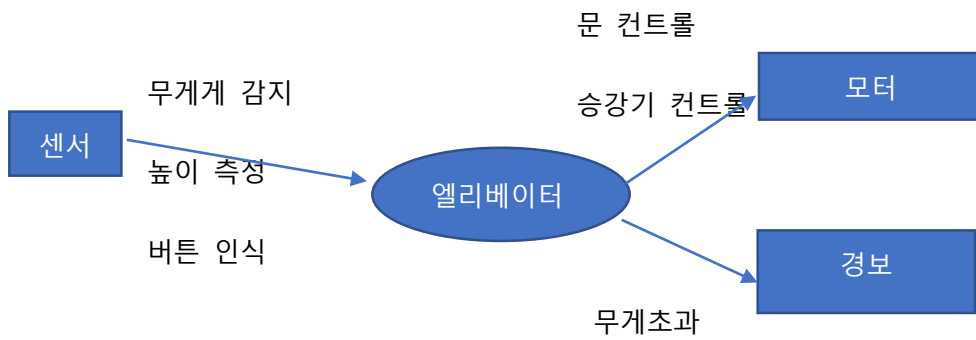 문 컨트롤
모터
무게게 감지
승강기 컨트롤
센서
높이 측정
엘리베이터
버튼 인식
경보
무게초과